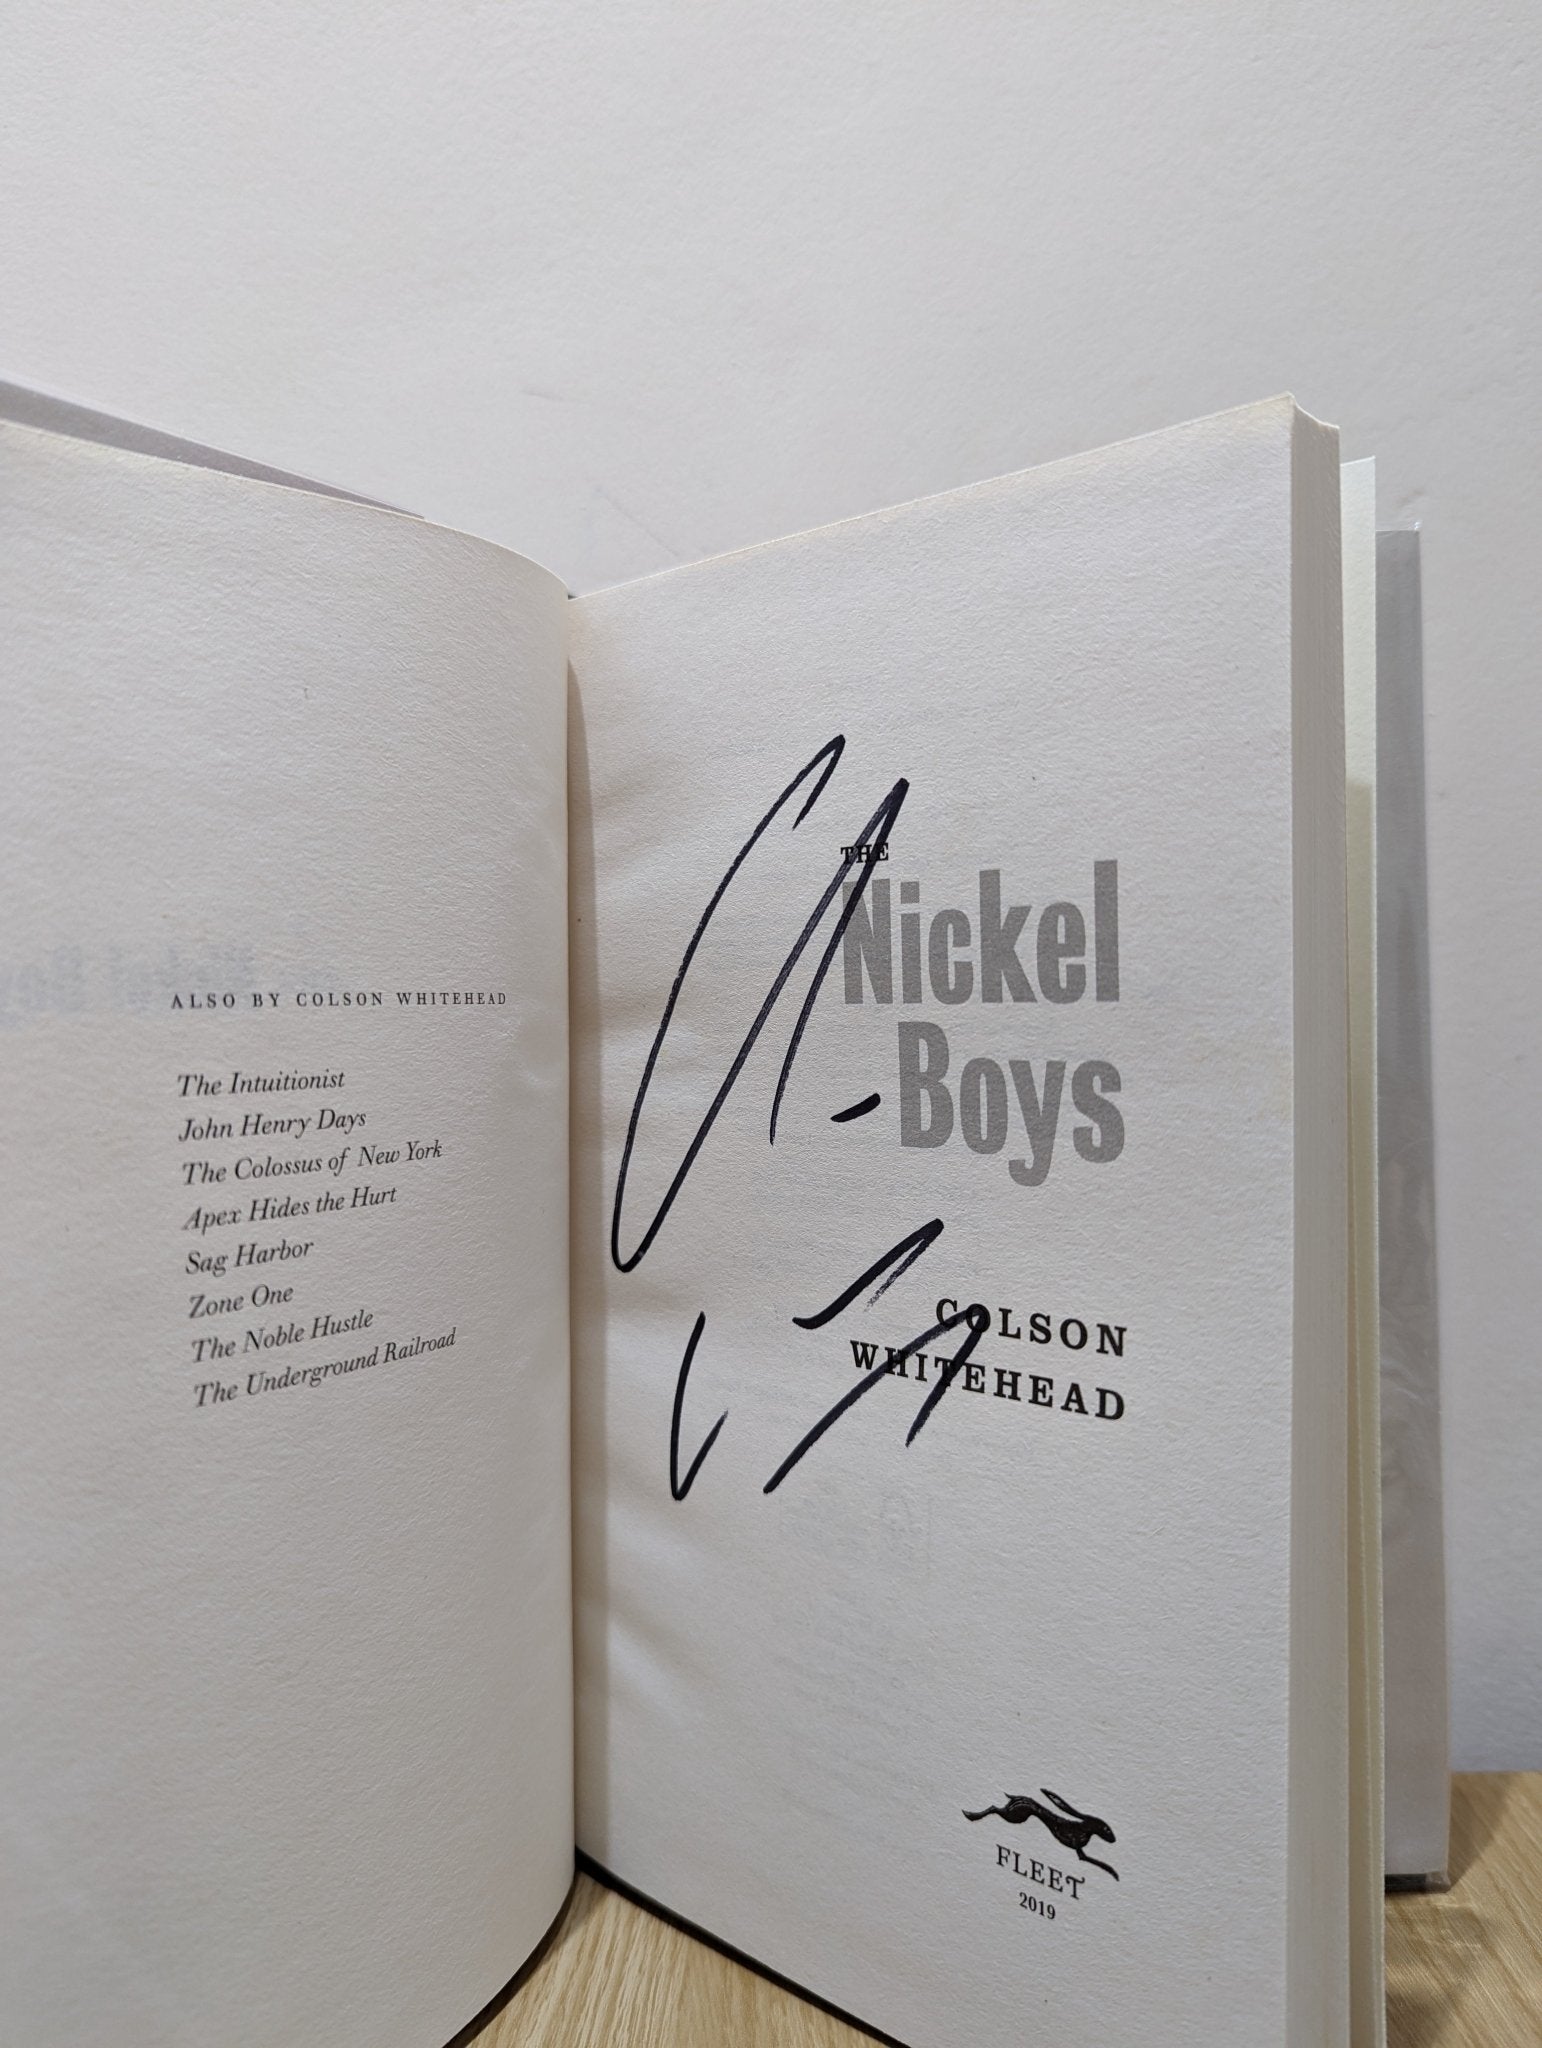 ALSO BY COLSON WHITEHEAD
The Intuitionist
John Henry Days
The Colossus of New York
Apex Hides the Hurt
Sag Harbor
Zone One
The Noble Hustle
The Underground Railroad
THE
Nickel
Boys
COLSON
WHITEHEAD
FLEET
2019